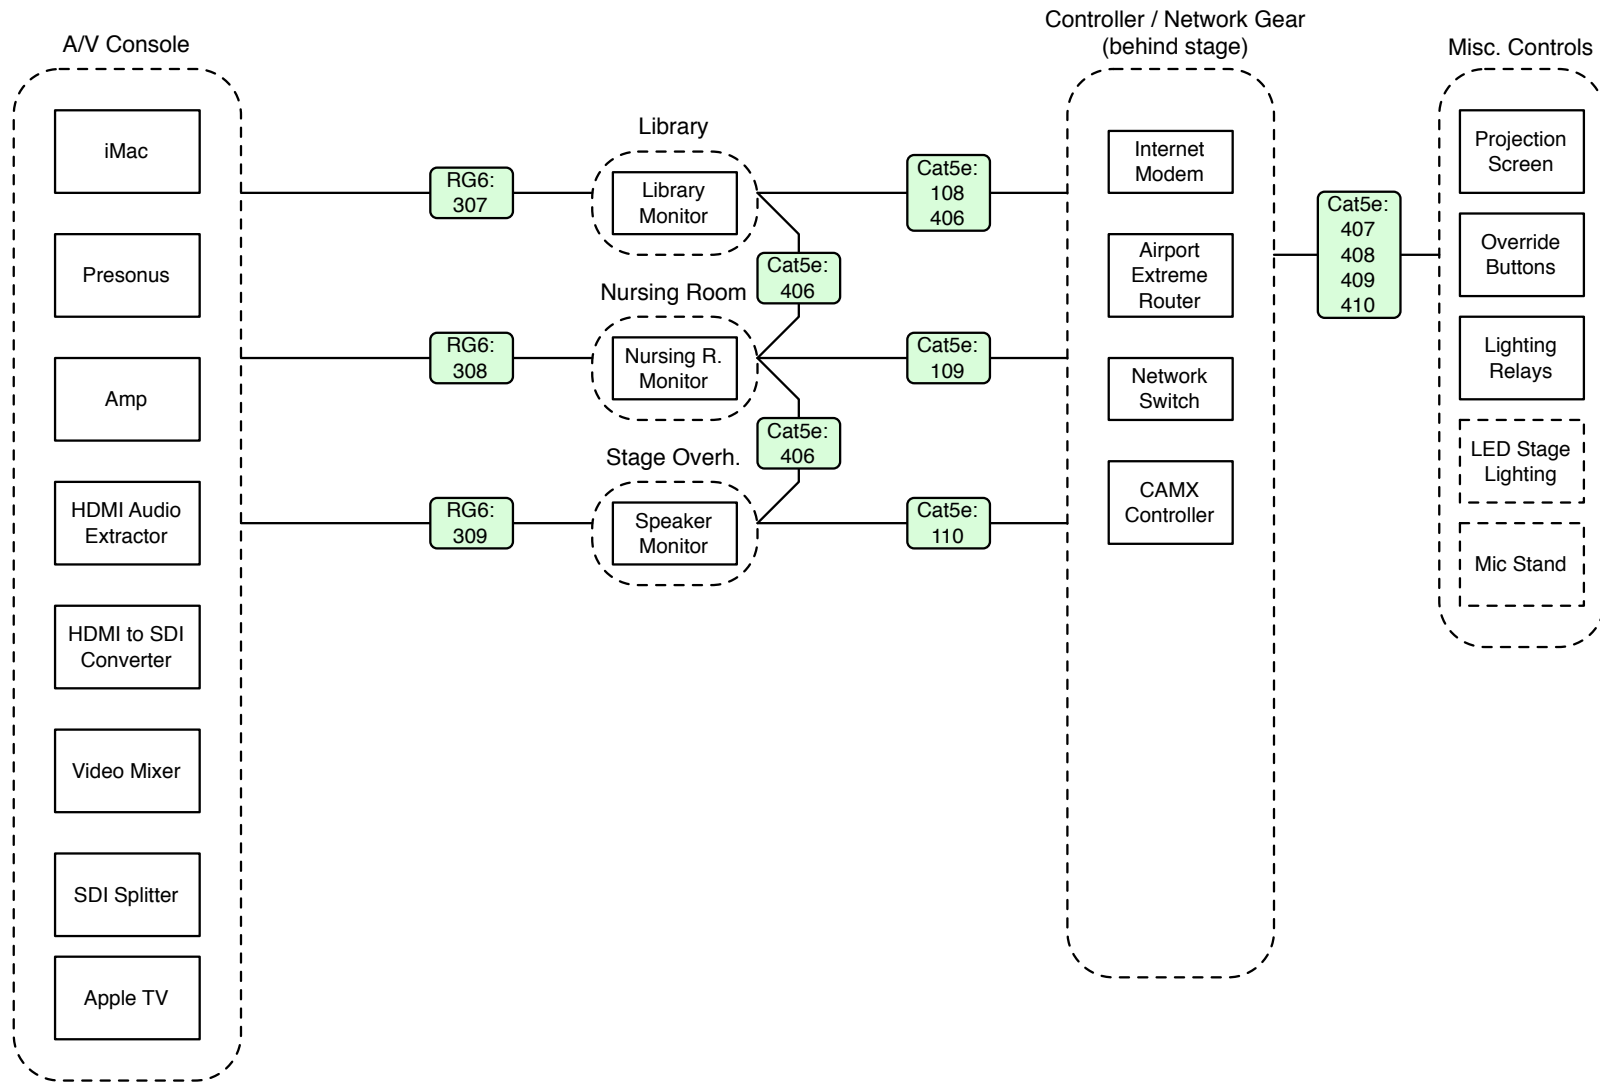 A/V Console
iMac
Presonus
Amp
HDMI Audio
Extractor
HDMI to SDI
Converter
Video Mixer
SDI Splitter
Apple TV
RG6:
307
RG6:
308
RG6:
309
Library
Library
Monitor
Nursing Room
Nursing R.
Monitor
Stage Overh.
Speaker
Monitor
Cat5e:
406
Cat5e:
406
Cat5e:
108
406
Cat5e:
109
Cat5e:
110
Controller / Network Gear
(behind stage)
Internet
Modem
Airport
Extreme
Router
Network
Switch
CAMX
Controller
Cat5e:
407
408
409
410
Misc. Controls
Projection
Screen
Override
Buttons
Lighting
Relays
LED Stage
Lighting
Mic Stand